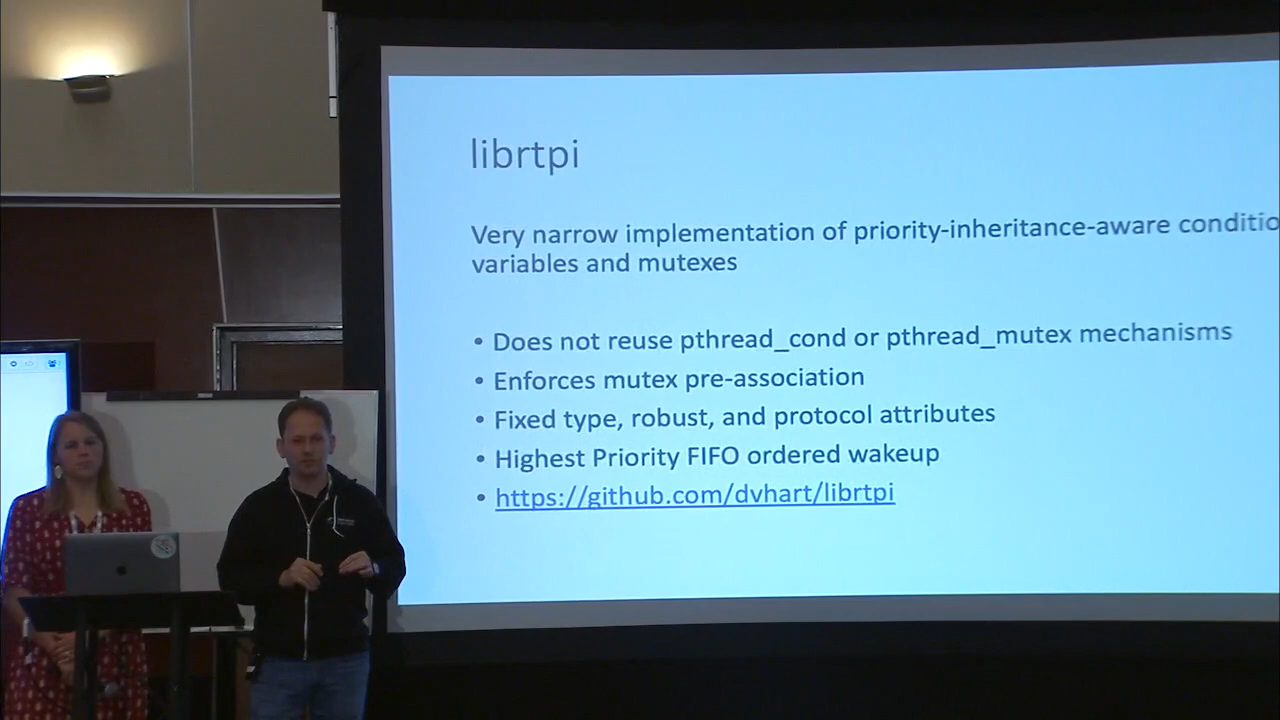 librtpi
Very narrow implementation of priority-inheritance-aware conditio
variables and mutexes
• Does not reuse pthread_cond or pthread_mutex mechanisms
• Enforces mutex pre-association
• Fixed type, robust, and protocol attributes
• Highest Priority FIFO ordered wakeup
• https://github.com/dvhart/librtpi